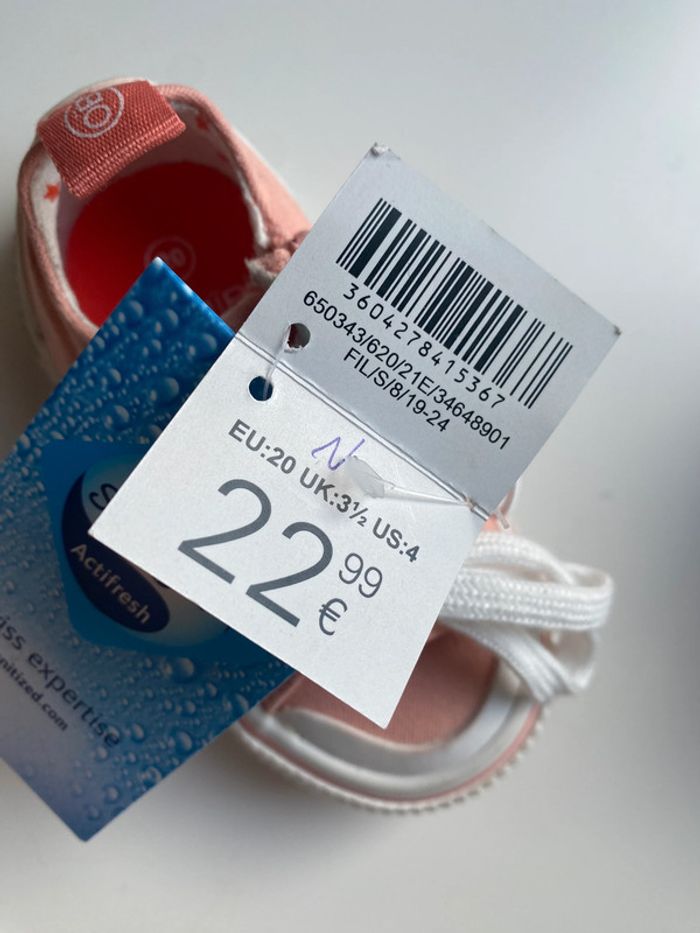 3604278415367
650343/620/21E/34648901
FIL/S/8/19-24
EU:20 UK:3½ US:4
22 99 €
Actifresh
iss expertise
nitized.com